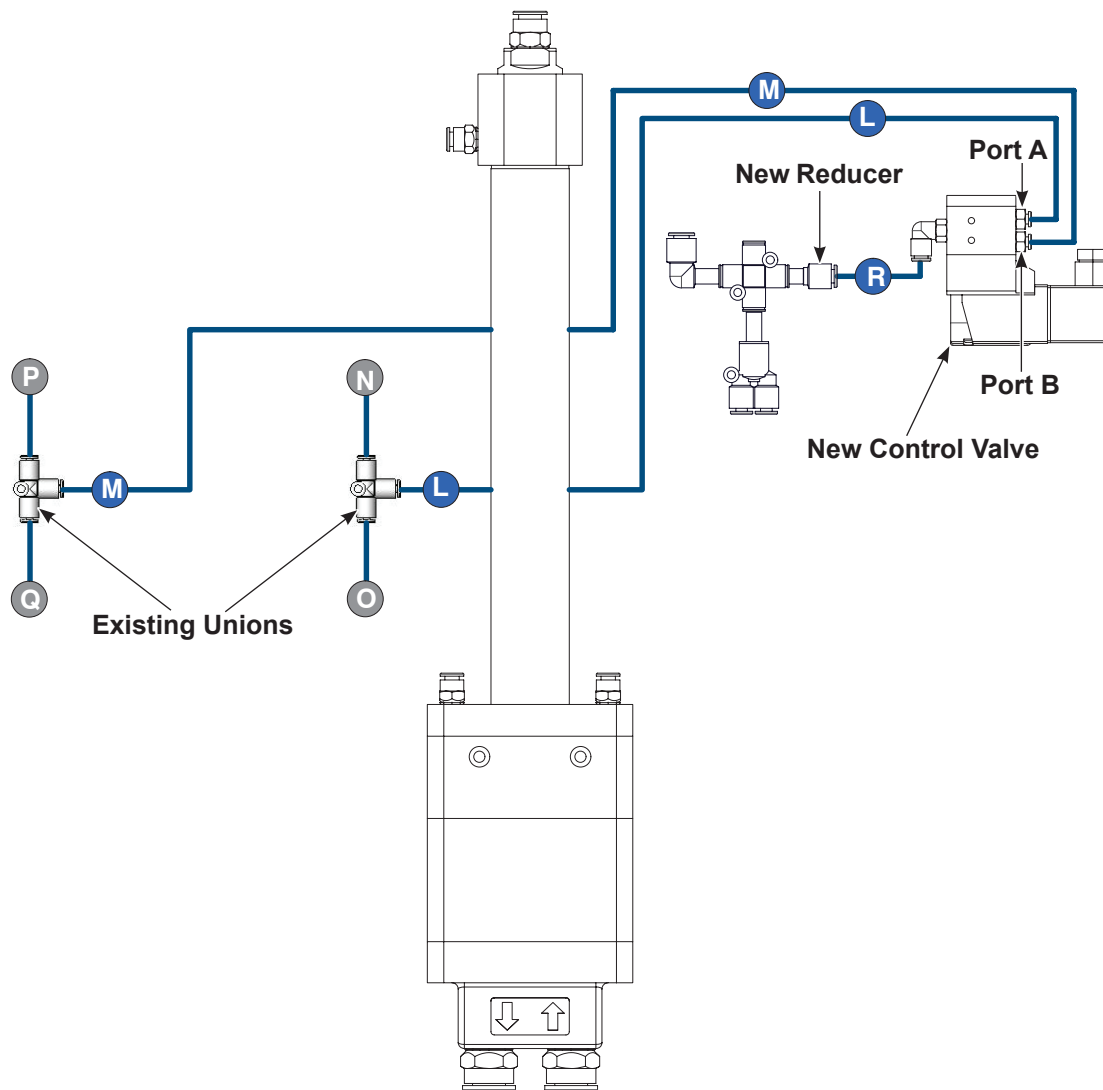 M
L
Port A
New Reducer
R
P
N
Port B
New Control Valve
M
L
Q
O
Existing Unions